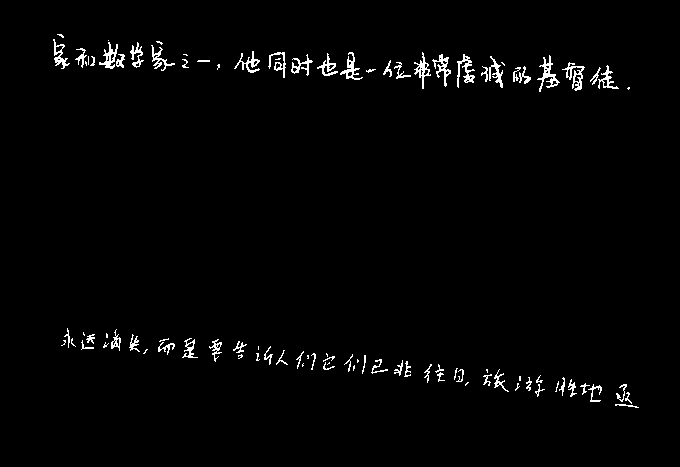 家和数学家之一，他同时也是一位非常虔诚的基督徒．
永远消失，而是要告诉人们它们已非往日，旅游胜地亟